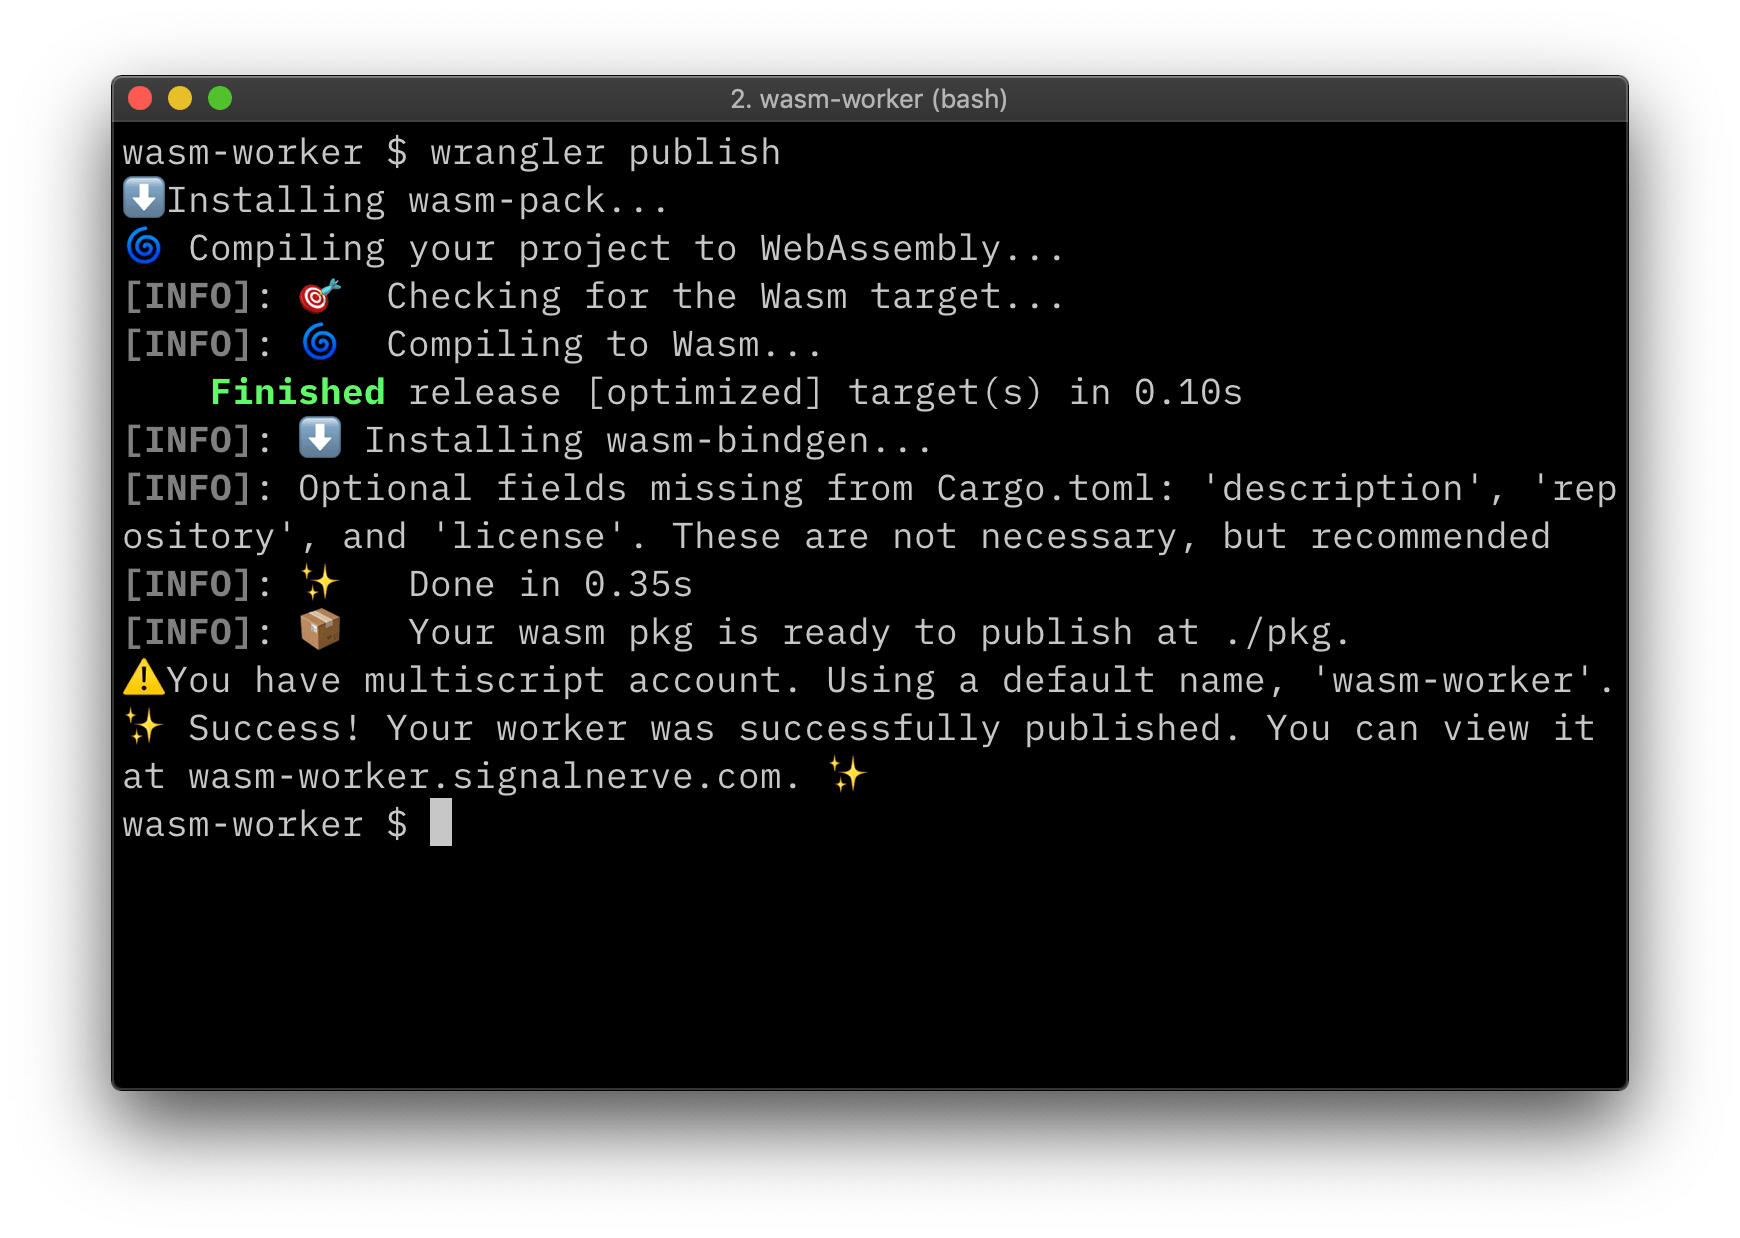 2. wasm-worker (bash)
wasm-worker $ wrangler publish
⬇️Installing wasm-pack...
🌀 Compiling your project to WebAssembly...
[INFO]: 🎯  Checking for the Wasm target...
[INFO]: 🌀  Compiling to Wasm...
    Finished release [optimized] target(s) in 0.10s
[INFO]: ⬇️ Installing wasm-bindgen...
[INFO]: Optional fields missing from Cargo.toml: 'description', 'rep
ository', and 'license'. These are not necessary, but recommended
[INFO]: ✨   Done in 0.35s
[INFO]: 📦   Your wasm pkg is ready to publish at ./pkg.
⚠️You have multiscript account. Using a default name, 'wasm-worker'.
✨ Success! Your worker was successfully published. You can view it
at wasm-worker.signalnerve.com. ✨
wasm-worker $